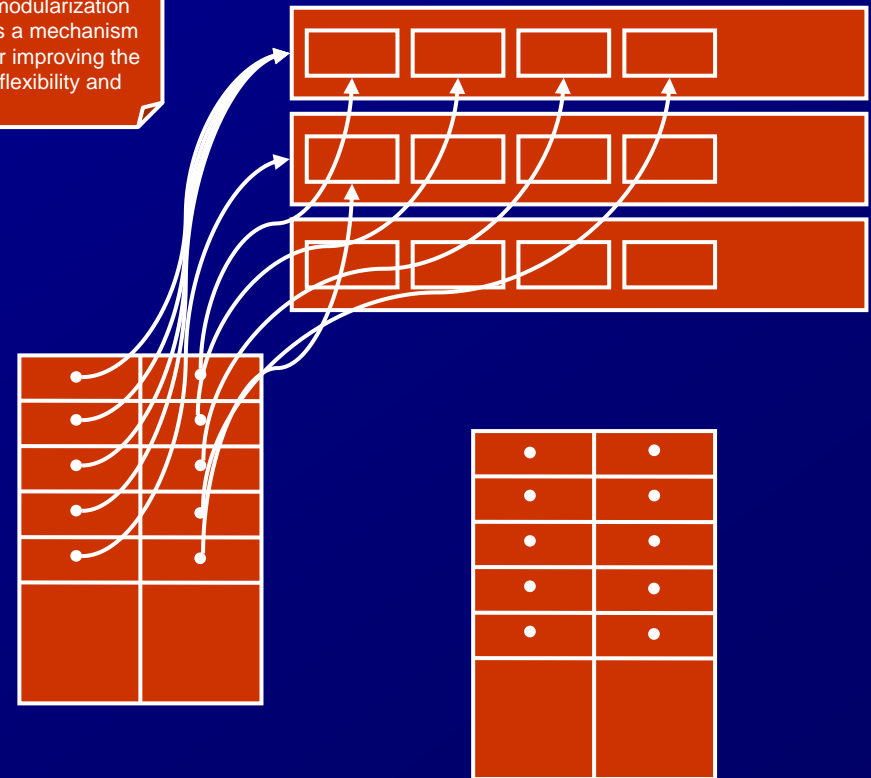 modularization
s a mechanism
r improving the
flexibility and